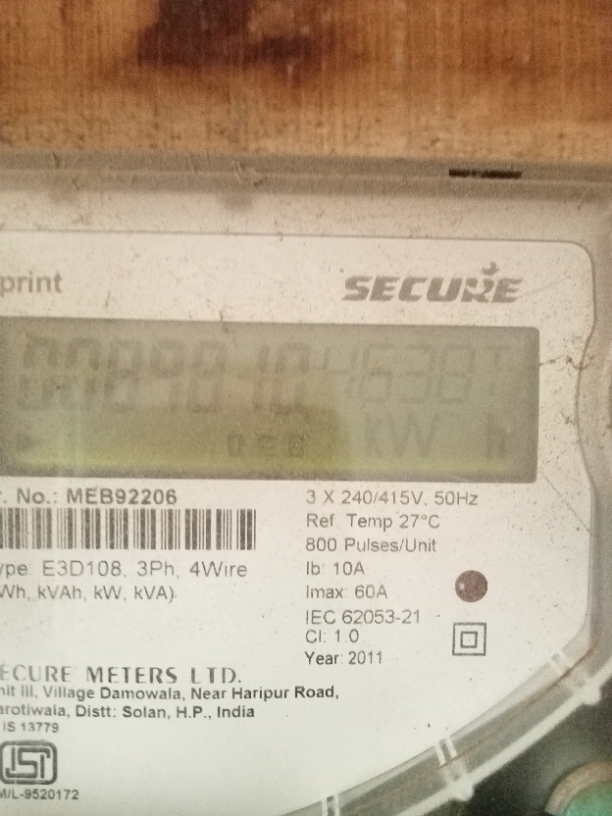 print
SECURE
kW h
r. No.: MEB92206
ype E3D108, 3Ph, 4Wire
Wh, kVAh, kW, kVA)
3 X 240/415V, 50Hz
Ref Temp 27°C
800 Pulses/Unit
Ib: 10A
Imax: 60A
IEC 62053-21
Cl: 1.0
Year: 2011
ECURE METERS LTD.
nit III, Village Damowala, Near Haripur Road,
arotiwala, Distt: Solan, H.P., India
IS 13779
ISI
M/L-9520172